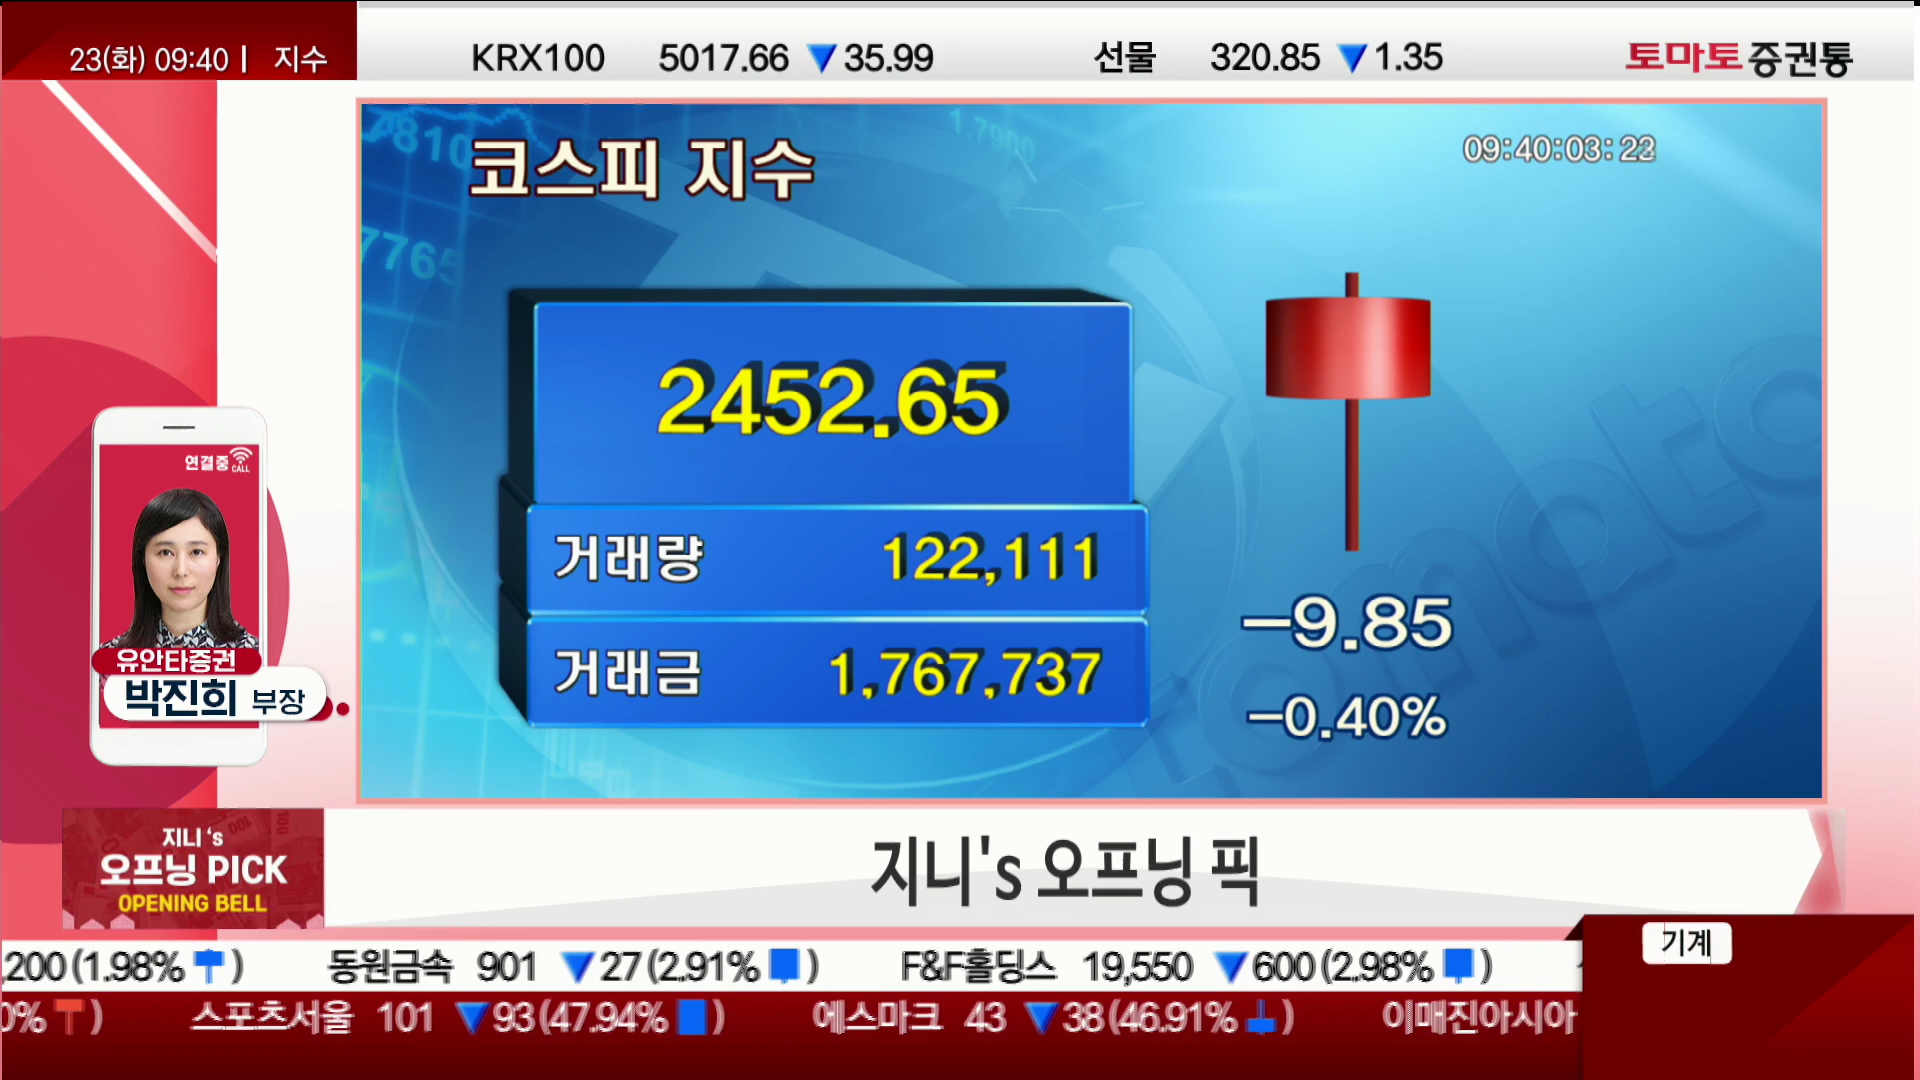 23(화) 09:40 | 지수
KRX100 5017.66 ▼35.99 선물 320.85 ▼1.35
토마토증권통
코스피 지수
09:40:03:
2452.65
거래량 122,111
거래금 1,767,737
-9.85
-0.40%
7810
1.7900
7765
tomato
연결중
CALL
유안타증권
박진희 부장
지니's
오프닝 PICK
OPENING BELL
지니's 오프닝 픽
,200(1.98% ) 동원금속 901 ▼27(2.91% ) F&F홀딩스 19,550 ▼600(2.98% )
기계
0% ) 스포츠서울 101 ▼93(47.94% ) 에스마크 43 ▼38(46.91% ) 이매진아시아